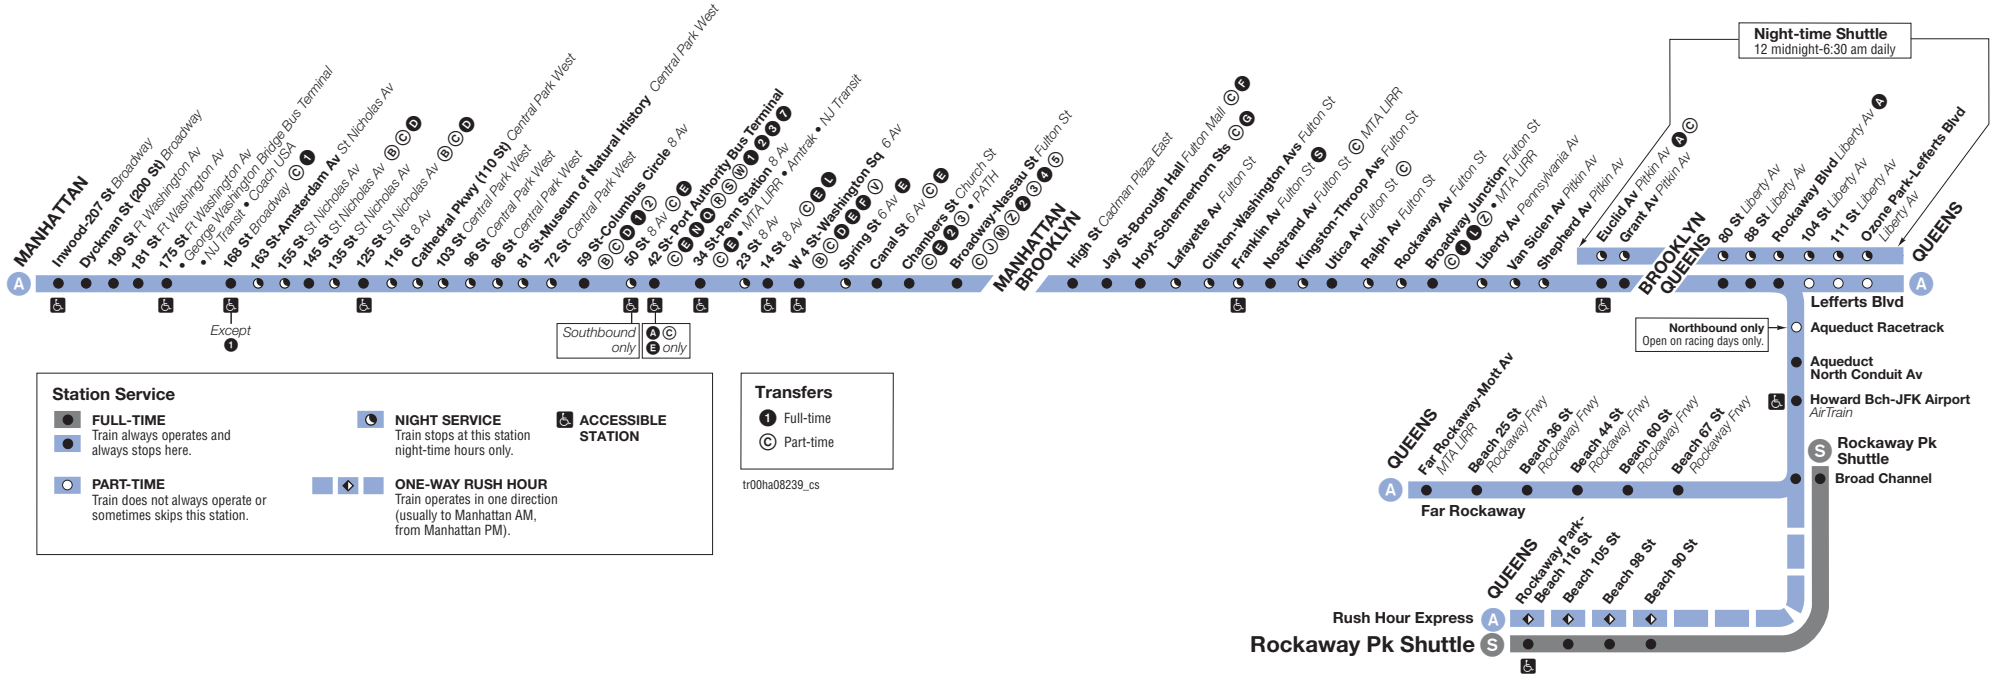 Night-time Shuttle
12 midnight-6:30 am daily
MANHATTAN
Inwood-207 St Broadway
Dyckman St (200 St) Broadway
190 St Ft Washington Av
181 St Ft Washington Av
175 St Ft Washington Av
• George Washington Bridge Bus Terminal
• NJ Transit • Coach USA
168 St Broadway C 1
163 St-Amsterdam Av St Nicholas Av
155 St St Nicholas Av
145 St St Nicholas Av B C D
135 St St Nicholas Av
125 St St Nicholas Av B C D
116 St 8 Av
Cathedral Pkwy (110 St) Central Park West
103 St Central Park West
96 St Central Park West
86 St Central Park West
81 St-Museum of Natural History Central Park West
72 St Central Park West
59 St-Columbus Circle 8 Av
B C D 1 2
50 St 8 Av C E
42 St-Port Authority Bus Terminal
C E N Q R S W 1 2 3 7
34 St-Penn Station 8 Av
C E • MTA LIRR • Amtrak • NJ Transit
23 St 8 Av
14 St 8 Av C E L
W 4 St-Washington Sq 6 Av
B C D E F V
Spring St 6 Av E
Canal St 6 Av C E
Chambers St Church St
C E 2 3 • PATH
Broadway-Nassau St Fulton St
C J M Z 2 3 4 5
MANHATTAN
BROOKLYN
High St Cadman Plaza East
Jay St-Borough Hall Fulton Mall C F
Hoyt-Schermerhorn Sts C G
Lafayette Av Fulton St
Clinton-Washington Avs Fulton St
Franklin Av Fulton St S
Nostrand Av Fulton St C MTA LIRR
Kingston-Throop Avs Fulton St
Utica Av Fulton St C
Ralph Av Fulton St
Rockaway Av Fulton St
Broadway Junction Fulton St
C J L Z • MTA LIRR
Liberty Av Pennsylvania Av
Van Siclen Av Pitkin Av
Shepherd Av Pitkin Av
Euclid Av Pitkin Av A C
Grant Av Pitkin Av
BROOKLYN
QUEENS
80 St Liberty Av
88 St Liberty Av
Rockaway Blvd Liberty Av A
104 St Liberty Av
111 St Liberty Av
Ozone Park-Lefferts Blvd
Liberty Av
QUEENS
A
A
Except
1
Southbound
only
A C
E only
Lefferts Blvd
Northbound only
Open on racing days only.
Aqueduct Racetrack
Aqueduct
North Conduit Av
Howard Bch-JFK Airport
AirTrain
S
Rockaway Pk
Shuttle
Broad Channel
QUEENS
A
Far Rockaway-Mott Av
MTA LIRR
Beach 25 St
Rockaway Frwy
Beach 36 St
Rockaway Frwy
Beach 44 St
Rockaway Frwy
Beach 60 St
Rockaway Frwy
Beach 67 St
Rockaway Frwy
Far Rockaway
QUEENS
Rockaway Park-
Beach 116 St
Beach 105 St
Beach 98 St
Beach 90 St
Rush Hour Express A
Rockaway Pk Shuttle S
Station Service
FULL-TIME
Train always operates and
always stops here.
PART-TIME
Train does not always operate or
sometimes skips this station.
NIGHT SERVICE
Train stops at this station
night-time hours only.
ONE-WAY RUSH HOUR
Train operates in one direction
(usually to Manhattan AM,
from Manhattan PM).
ACCESSIBLE
STATION
Transfers
1 Full-time
C Part-time
tr00ha08239_cs